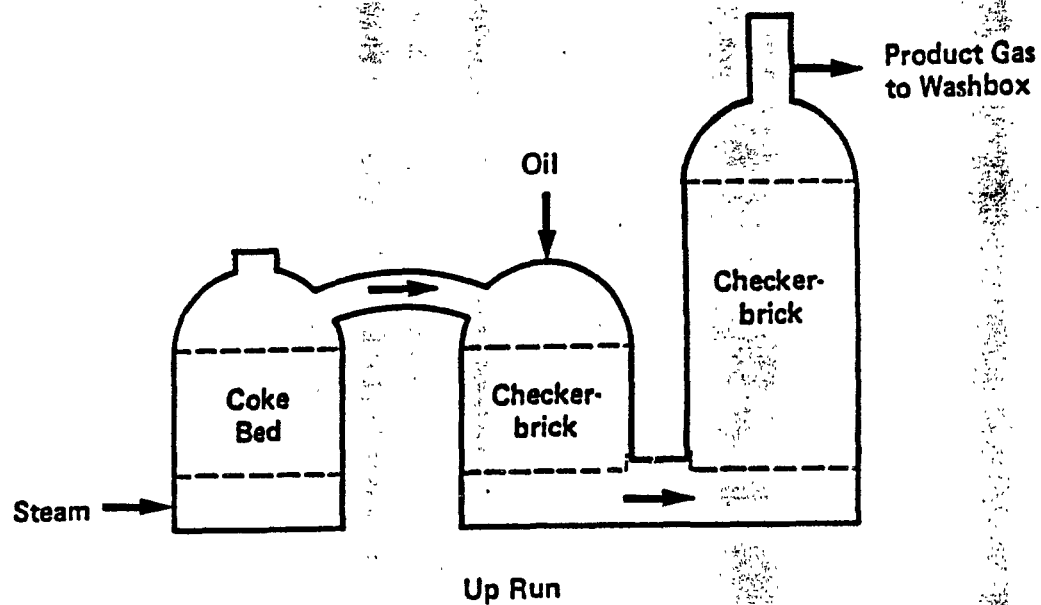 Product Gas
to Washbox
Oil
Checker-
brick
Coke
Bed
Checker-
brick
Steam
Up Run